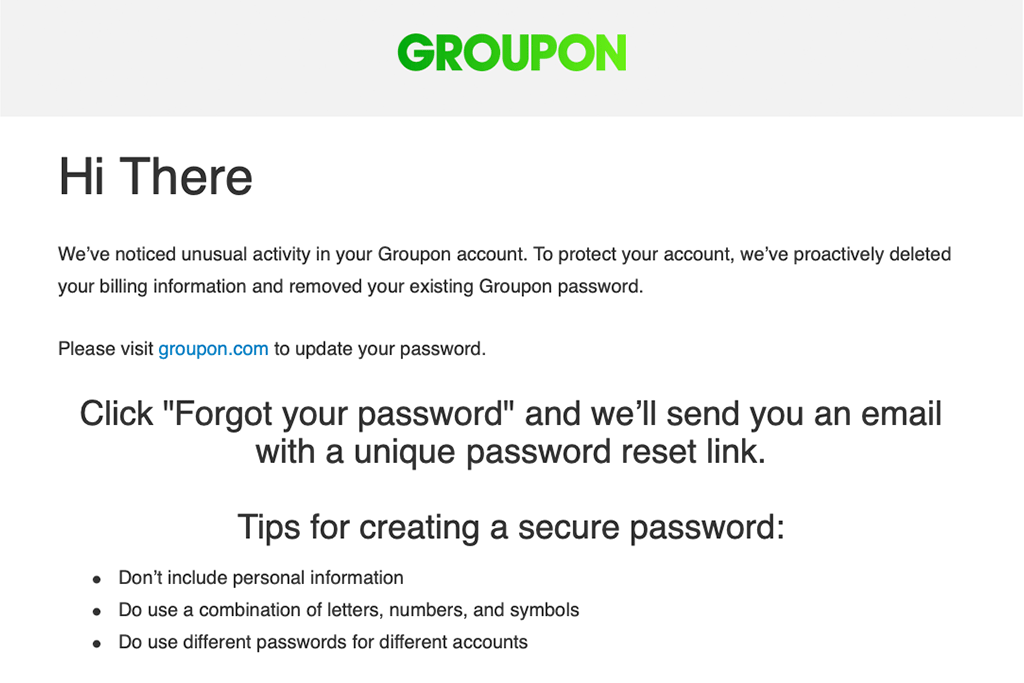 GROUPON
Hi There
We’ve noticed unusual activity in your Groupon account. To protect your account, we’ve proactively deleted
your billing information and removed your existing Groupon password.
Please visit groupon.com to update your password.
Click "Forgot your password" and we’ll send you an email
with a unique password reset link.
Tips for creating a secure password:
• Don’t include personal information
• Do use a combination of letters, numbers, and symbols
• Do use different passwords for different accounts